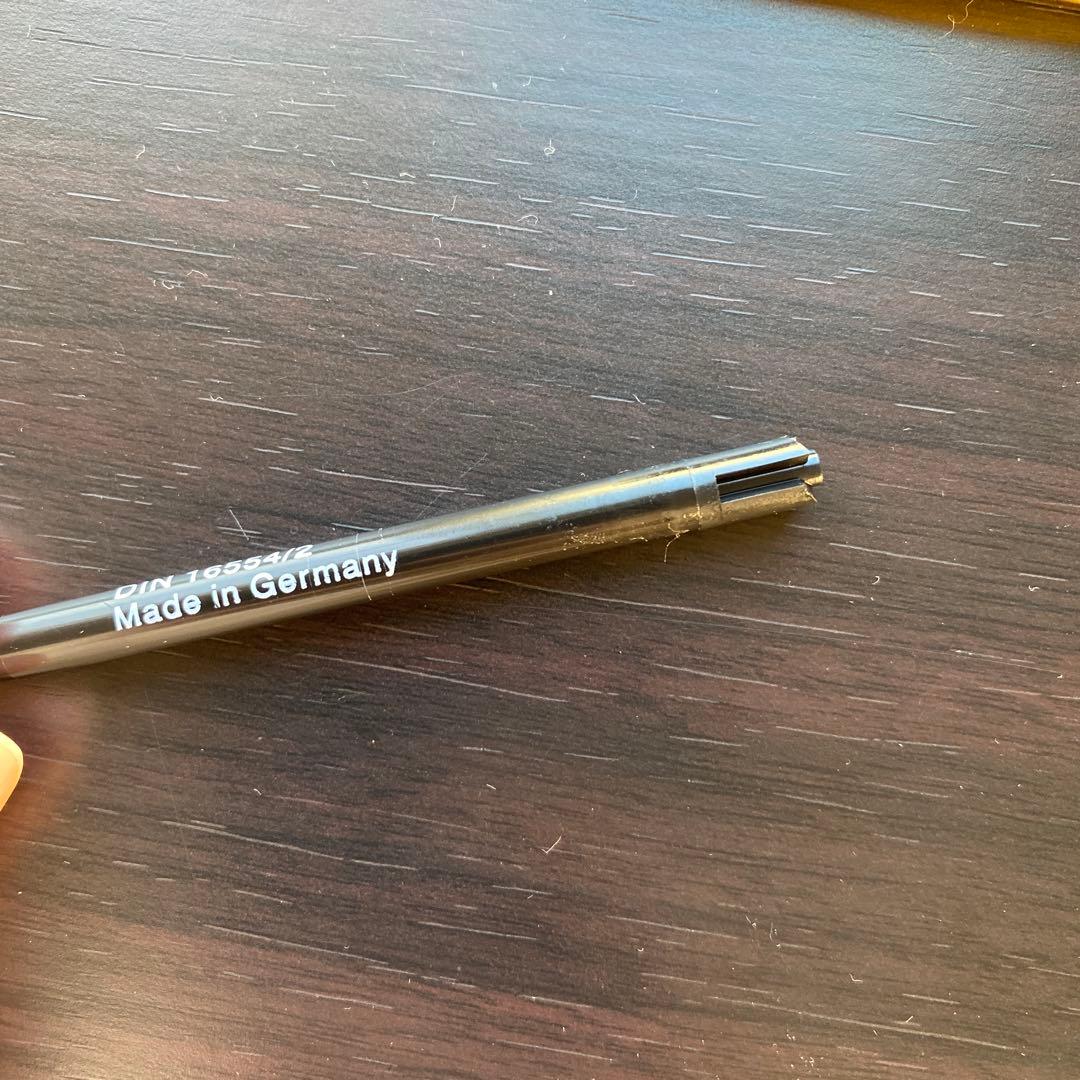 DIN 16554/2
Made in Germany